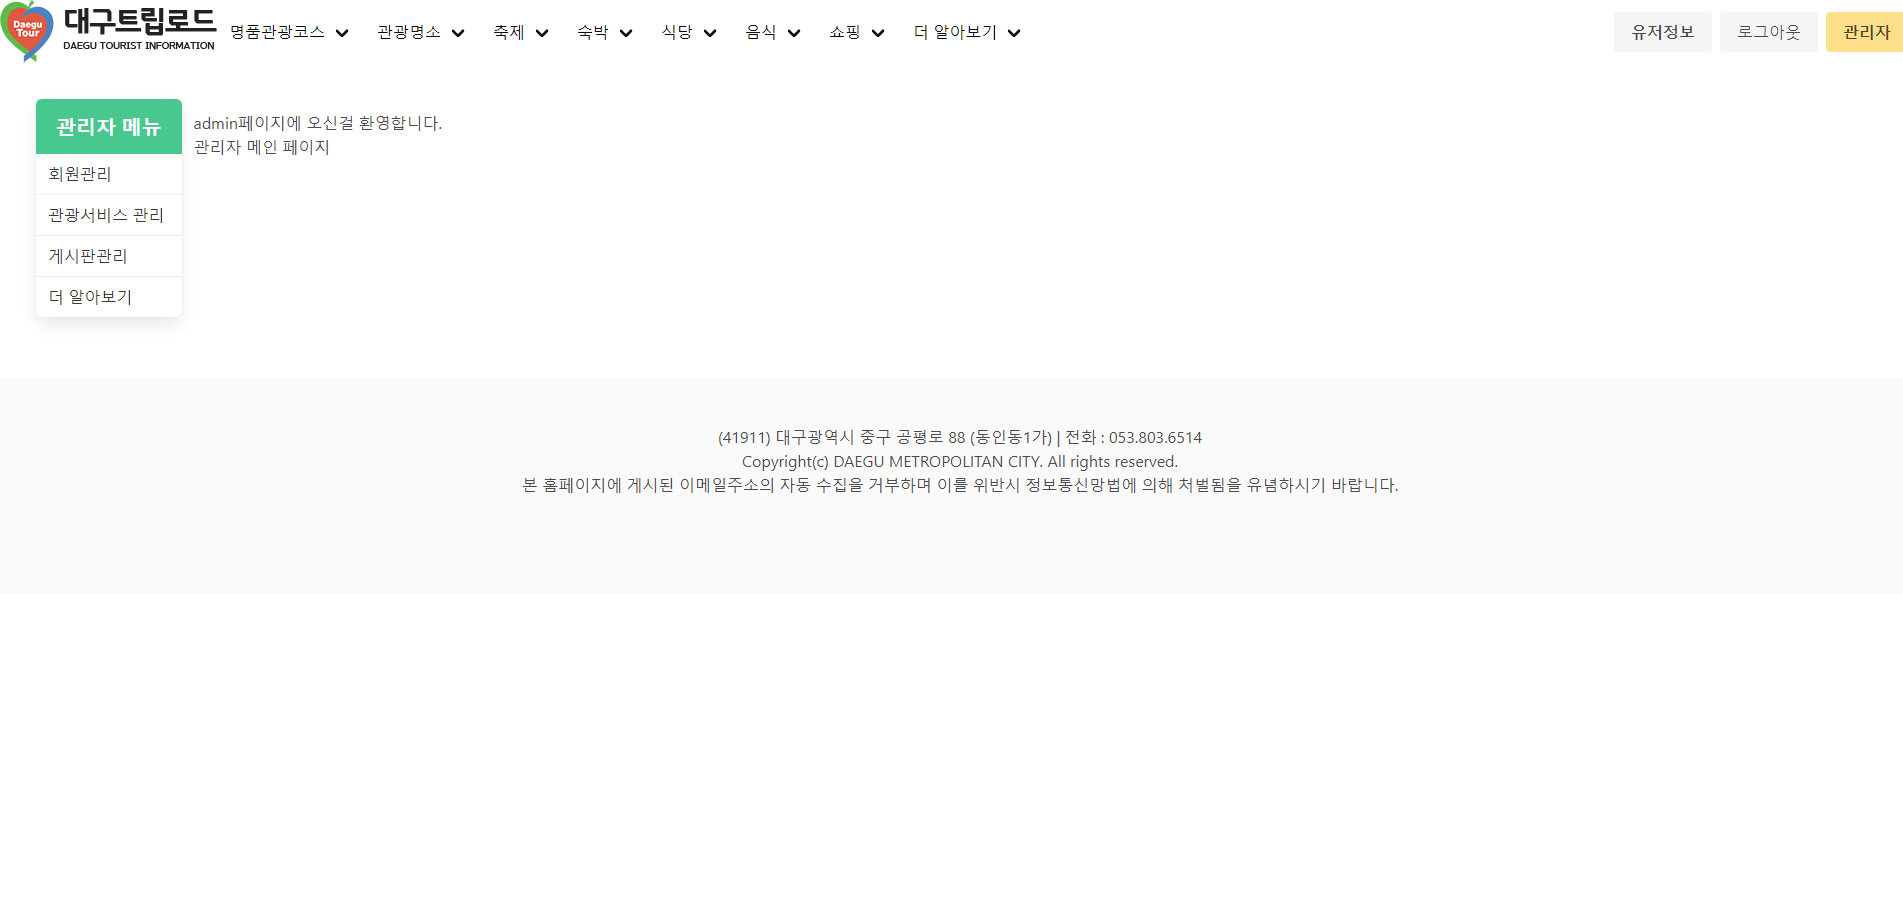 Daegu
Tour
대구트립로드
DAEGU TOURIST INFORMATION
명품관광코스 관광명소 축제 숙박 식당 음식 쇼핑 더 알아보기
유저정보 로그아웃 관리자
관리자 메뉴
회원관리
관광서비스 관리
게시판관리
더 알아보기
admin페이지에 오신걸 환영합니다.
관리자 메인 페이지
(41911) 대구광역시 중구 공평로 88 (동인동1가) | 전화 : 053.803.6514
Copyright(c) DAEGU METROPOLITAN CITY. All rights reserved.
본 홈페이지에 게시된 이메일주소의 자동 수집을 거부하며 이를 위반시 정보통신망법에 의해 처벌됨을 유념하시기 바랍니다.